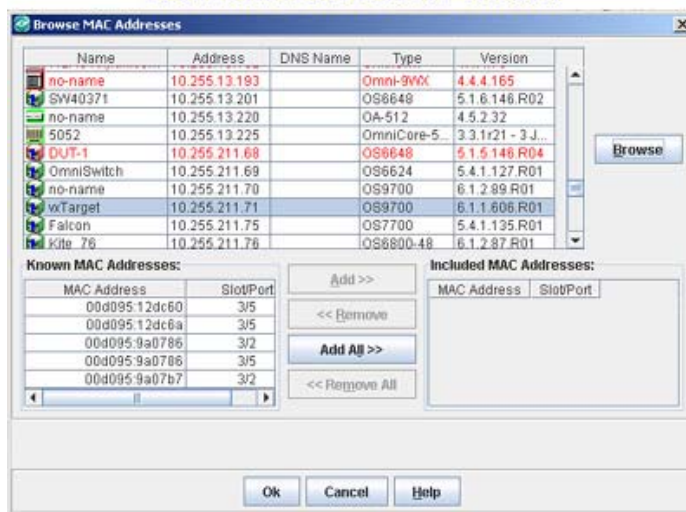 Browse MAC Addresses
Name Address DNS Name Type Version
no-name 10.255.13.193 Omni-9WX 4.4.4.165
SW40371 10.255.13.201 OS6648 5.1.6.146.R02
no-name 10.255.13.220 OA-512 4.5.2.32
5052 10.255.13.225 OmniCore-5... 3.3.1r21 - 3 J...
DUT-1 10.255.211.68 OS6648 5.1.5.146.R04
OmniSwitch 10.255.211.69 OS6624 5.4.1.127.R01
no-name 10.255.211.70 OS9700 6.1.2.89.R01
vxTarget 10.255.211.71 OS9700 6.1.1.606.R01
Falcon 10.255.211.75 OS7700 5.4.1.135.R01
Kite_76 10.255.211.76 OS6800-48 6.1.2.87.R01
Browse
Known MAC Addresses:
MAC Address Slot/Port
00d095:12dc60 3/5
00d095:12dc6a 3/5
00d095:9a0786 3/2
00d095:9a0786 3/5
00d095:9a07b7 3/2
Add >>
<< Remove
Add All >>
<< Remove All
Included MAC Addresses:
MAC Address Slot/Port
Ok Cancel Help